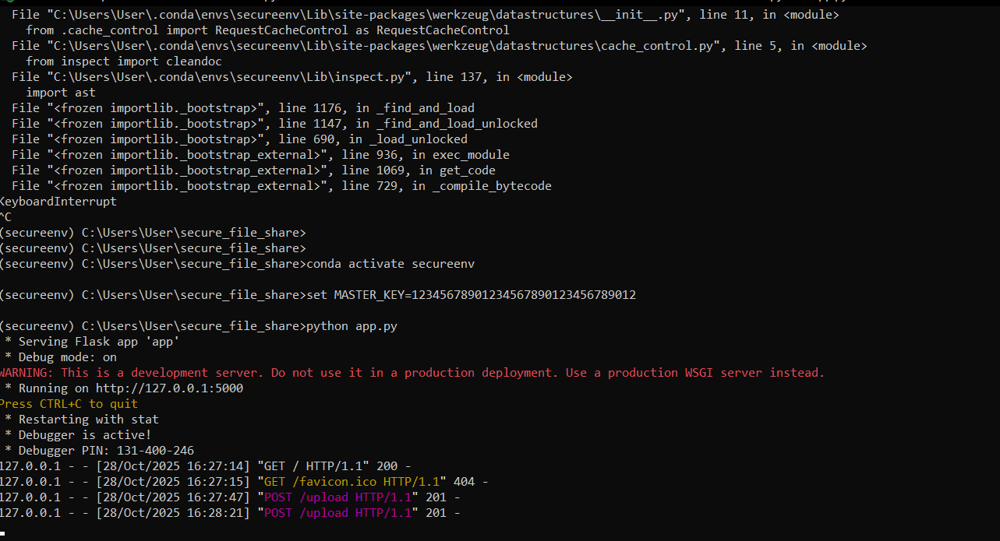 File "C:\Users\User\.conda\envs\secureenv\Lib\site-packages\werkzeug\datastructures\__init__.py", line 11, in <module>
from .cache_control import RequestCacheControl as RequestCacheControl
File "C:\Users\User\.conda\envs\secureenv\Lib\site-packages\werkzeug\datastructures\cache_control.py", line 5, in <module>
from inspect import cleandoc
File "C:\Users\User\.conda\envs\secureenv\Lib\inspect.py", line 137, in <module>
import ast
File "<frozen importlib._bootstrap>", line 1176, in _find_and_load
File "<frozen importlib._bootstrap>", line 1147, in _find_and_load_unlocked
File "<frozen importlib._bootstrap>", line 690, in _load_unlocked
File "<frozen importlib._bootstrap_external>", line 936, in exec_module
File "<frozen importlib._bootstrap_external>", line 1069, in get_code
File "<frozen importlib._bootstrap_external>", line 729, in _compile_bytecode
KeyboardInterrupt
^C
(secureenv) C:\Users\User\secure_file_share>
(secureenv) C:\Users\User\secure_file_share>
(secureenv) C:\Users\User\secure_file_share>conda activate secureenv
(secureenv) C:\Users\User\secure_file_share>set MASTER_KEY=12345678901234567890123456789012
(secureenv) C:\Users\User\secure_file_share>python app.py
* Serving Flask app 'app'
* Debug mode: on
WARNING: This is a development server. Do not use it in a production deployment. Use a production WSGI server instead.
* Running on http://127.0.0.1:5000
Press CTRL+C to quit
* Restarting with stat
* Debugger is active!
* Debugger PIN: 131-400-246
127.0.0.1 - - [28/Oct/2025 16:27:14] "GET / HTTP/1.1" 200 -
127.0.0.1 - - [28/Oct/2025 16:27:15] "GET /favicon.ico HTTP/1.1" 404 -
127.0.0.1 - - [28/Oct/2025 16:27:47] "POST /upload HTTP/1.1" 201 -
127.0.0.1 - - [28/Oct/2025 16:28:21] "POST /upload HTTP/1.1" 201 -